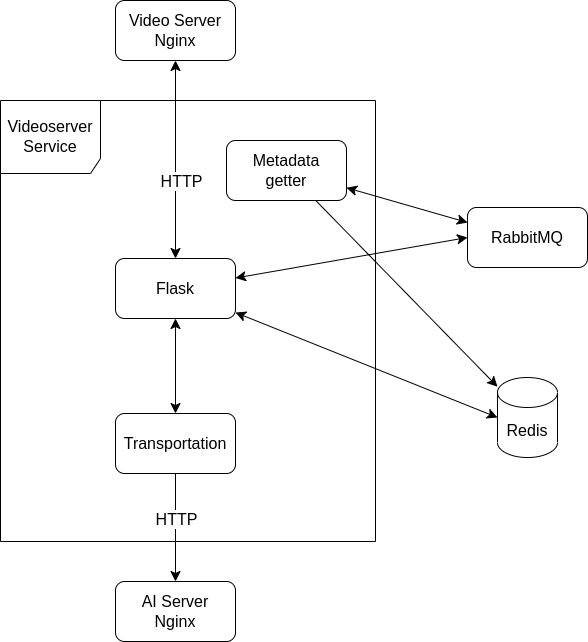 Video Server
Nginx
Videoserver
Service
Metadata
getter
HTTP
RabbitMQ
Flask
Redis
Transportation
HTTP
AI Server
Nginx